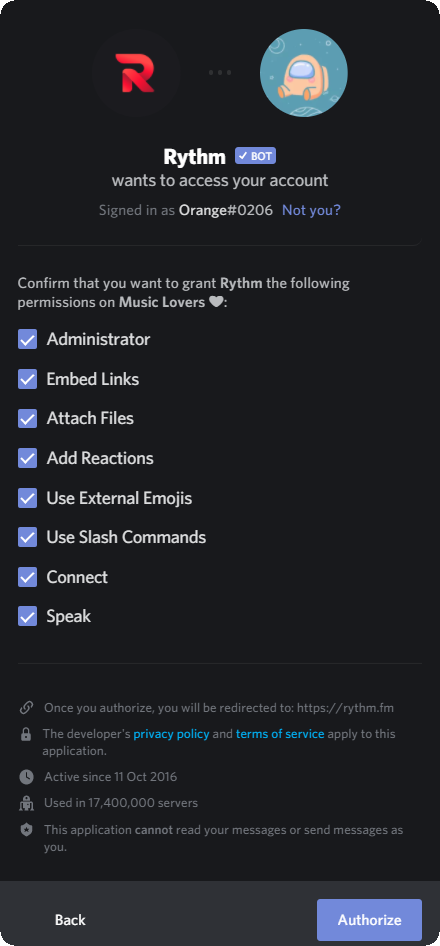 Rythm ✓ BOT
wants to access your account
Signed in as Orange#0206 Not you?
Confirm that you want to grant Rythm the following
permissions on Music Lovers 🖤:
Administrator
Embed Links
Attach Files
Add Reactions
Use External Emojis
Use Slash Commands
Connect
Speak
Once you authorize, you will be redirected to: https://rythm.fm
The developer's privacy policy and terms of service apply to this
application.
Active since 11 Oct 2016
Used in 17,400,000 servers
This application cannot read your messages or send messages as
you.
Back Authorize